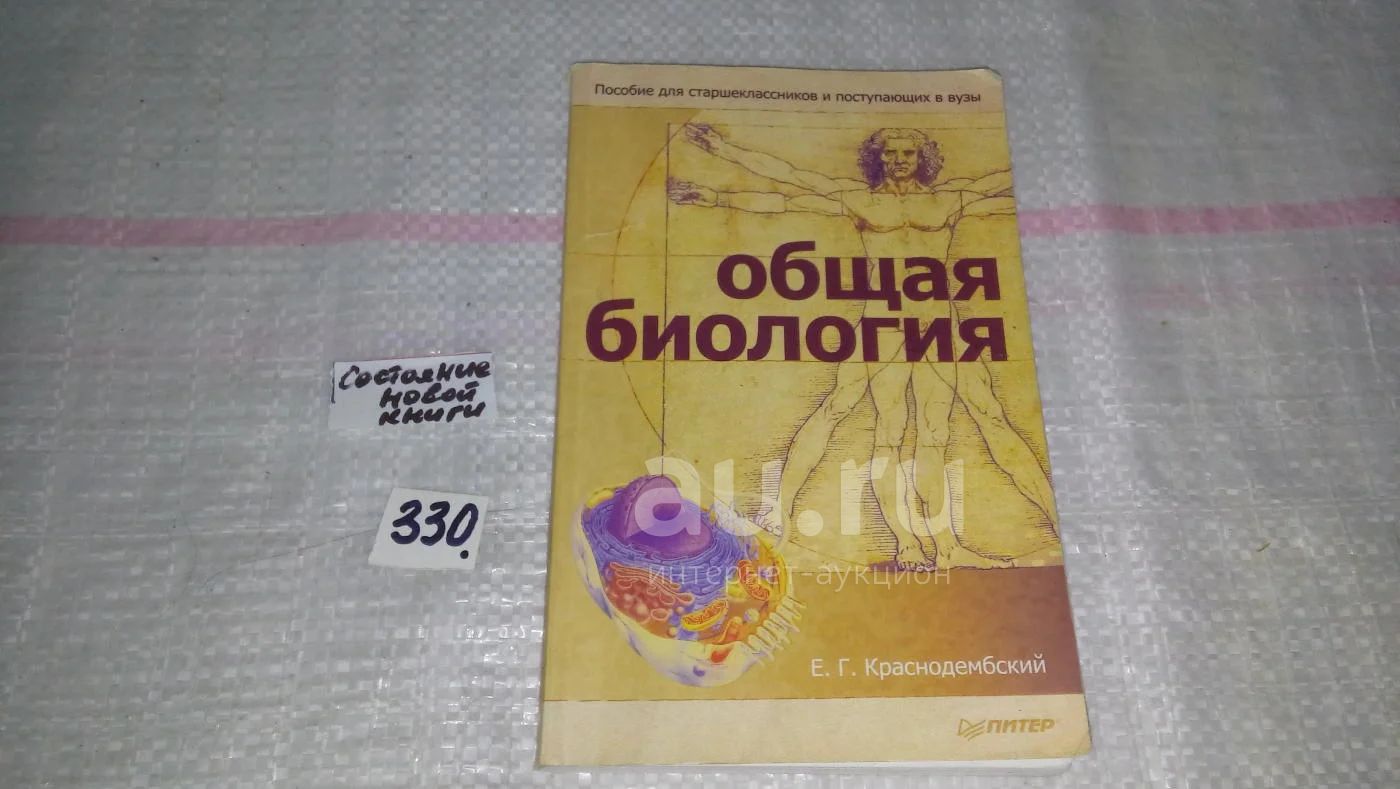 Пособие для старшеклассников и поступающих в вузы
общая
биология
Состояние
новой
книги
330.
au.ru
интернет-аукцион
Е. Г. Краснодембский
ПИТЕР